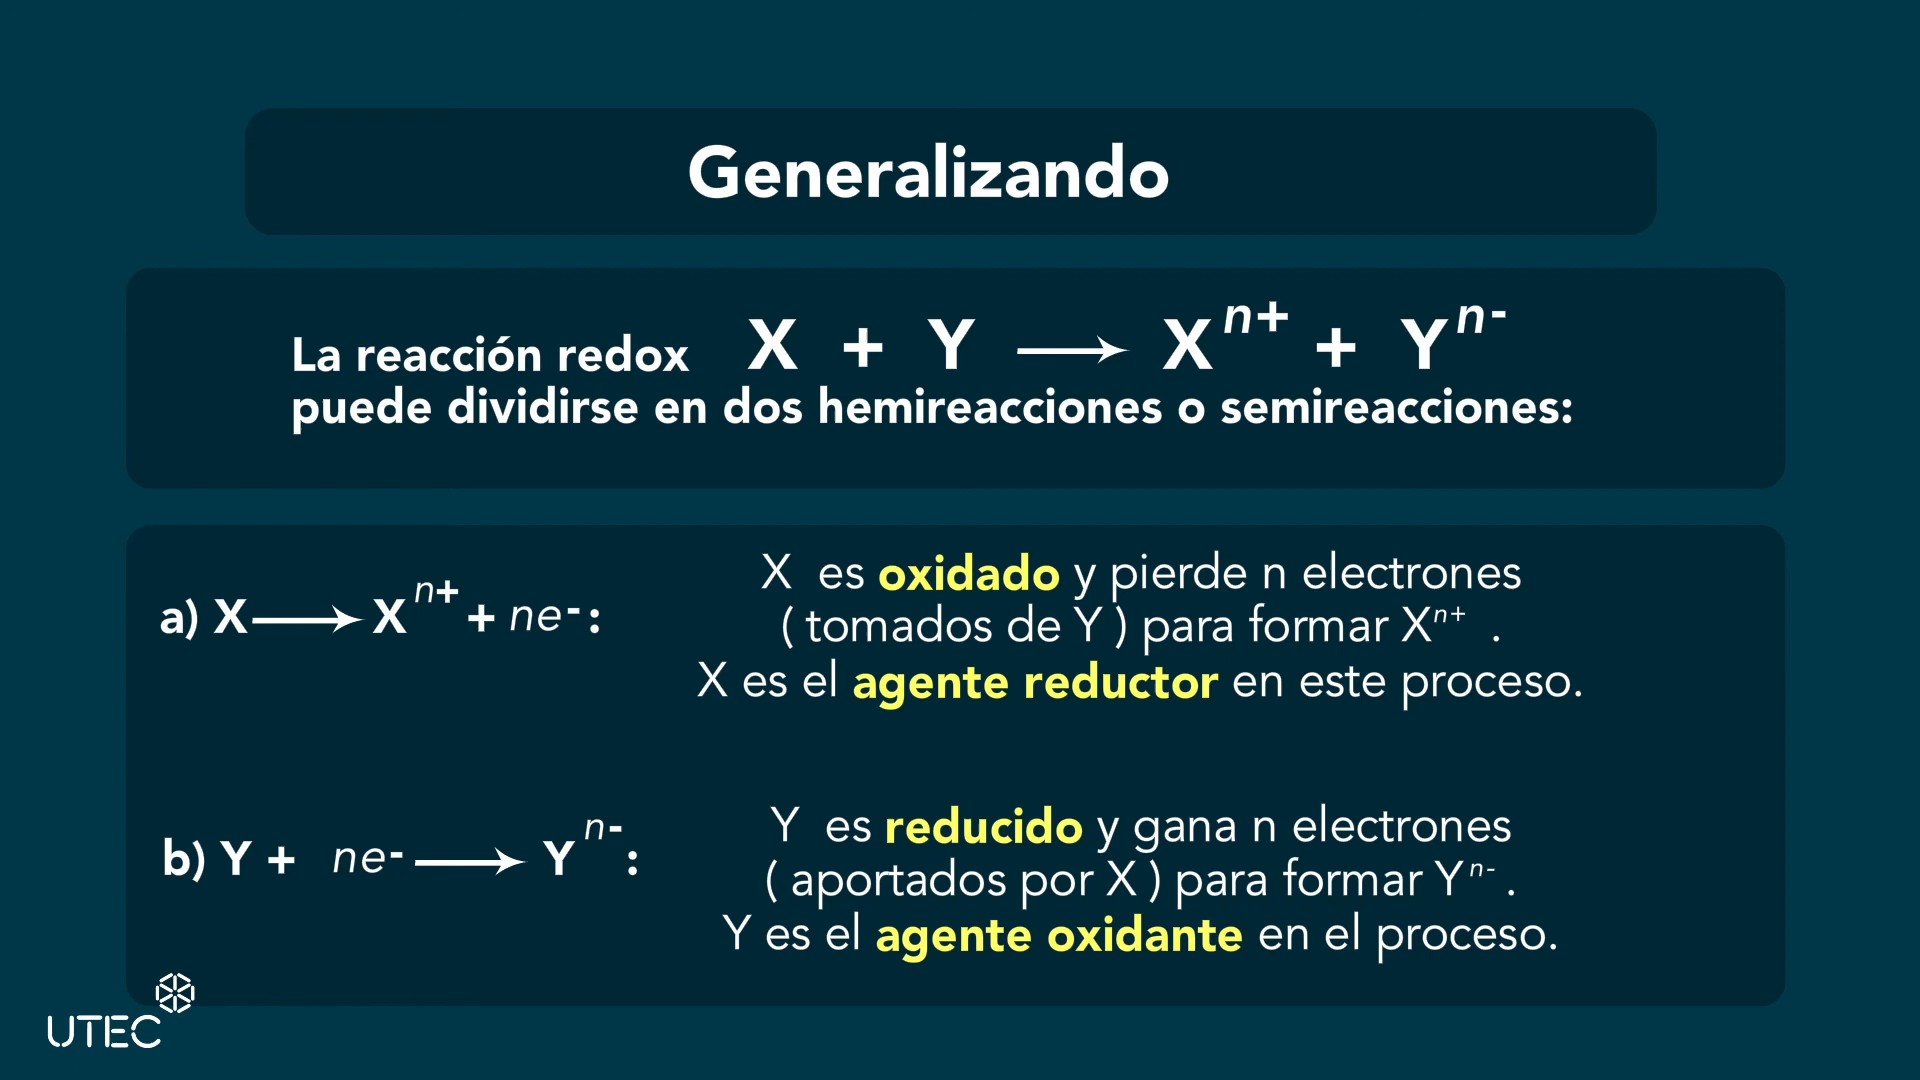 Generalizando
La reacción redox X + Y ⟶ Xⁿ⁺ + Yⁿ⁻
puede dividirse en dos hemireacciones o semireacciones:
a) X ⟶ Xⁿ⁺ + ne⁻ :
X es oxidado y pierde n electrones
( tomados de Y ) para formar Xⁿ⁺ .
X es el agente reductor en este proceso.
b) Y + ne⁻ ⟶ Yⁿ⁻ :
Y es reducido y gana n electrones
( aportados por X ) para formar Yⁿ⁻ .
Y es el agente oxidante en el proceso.
UTEC